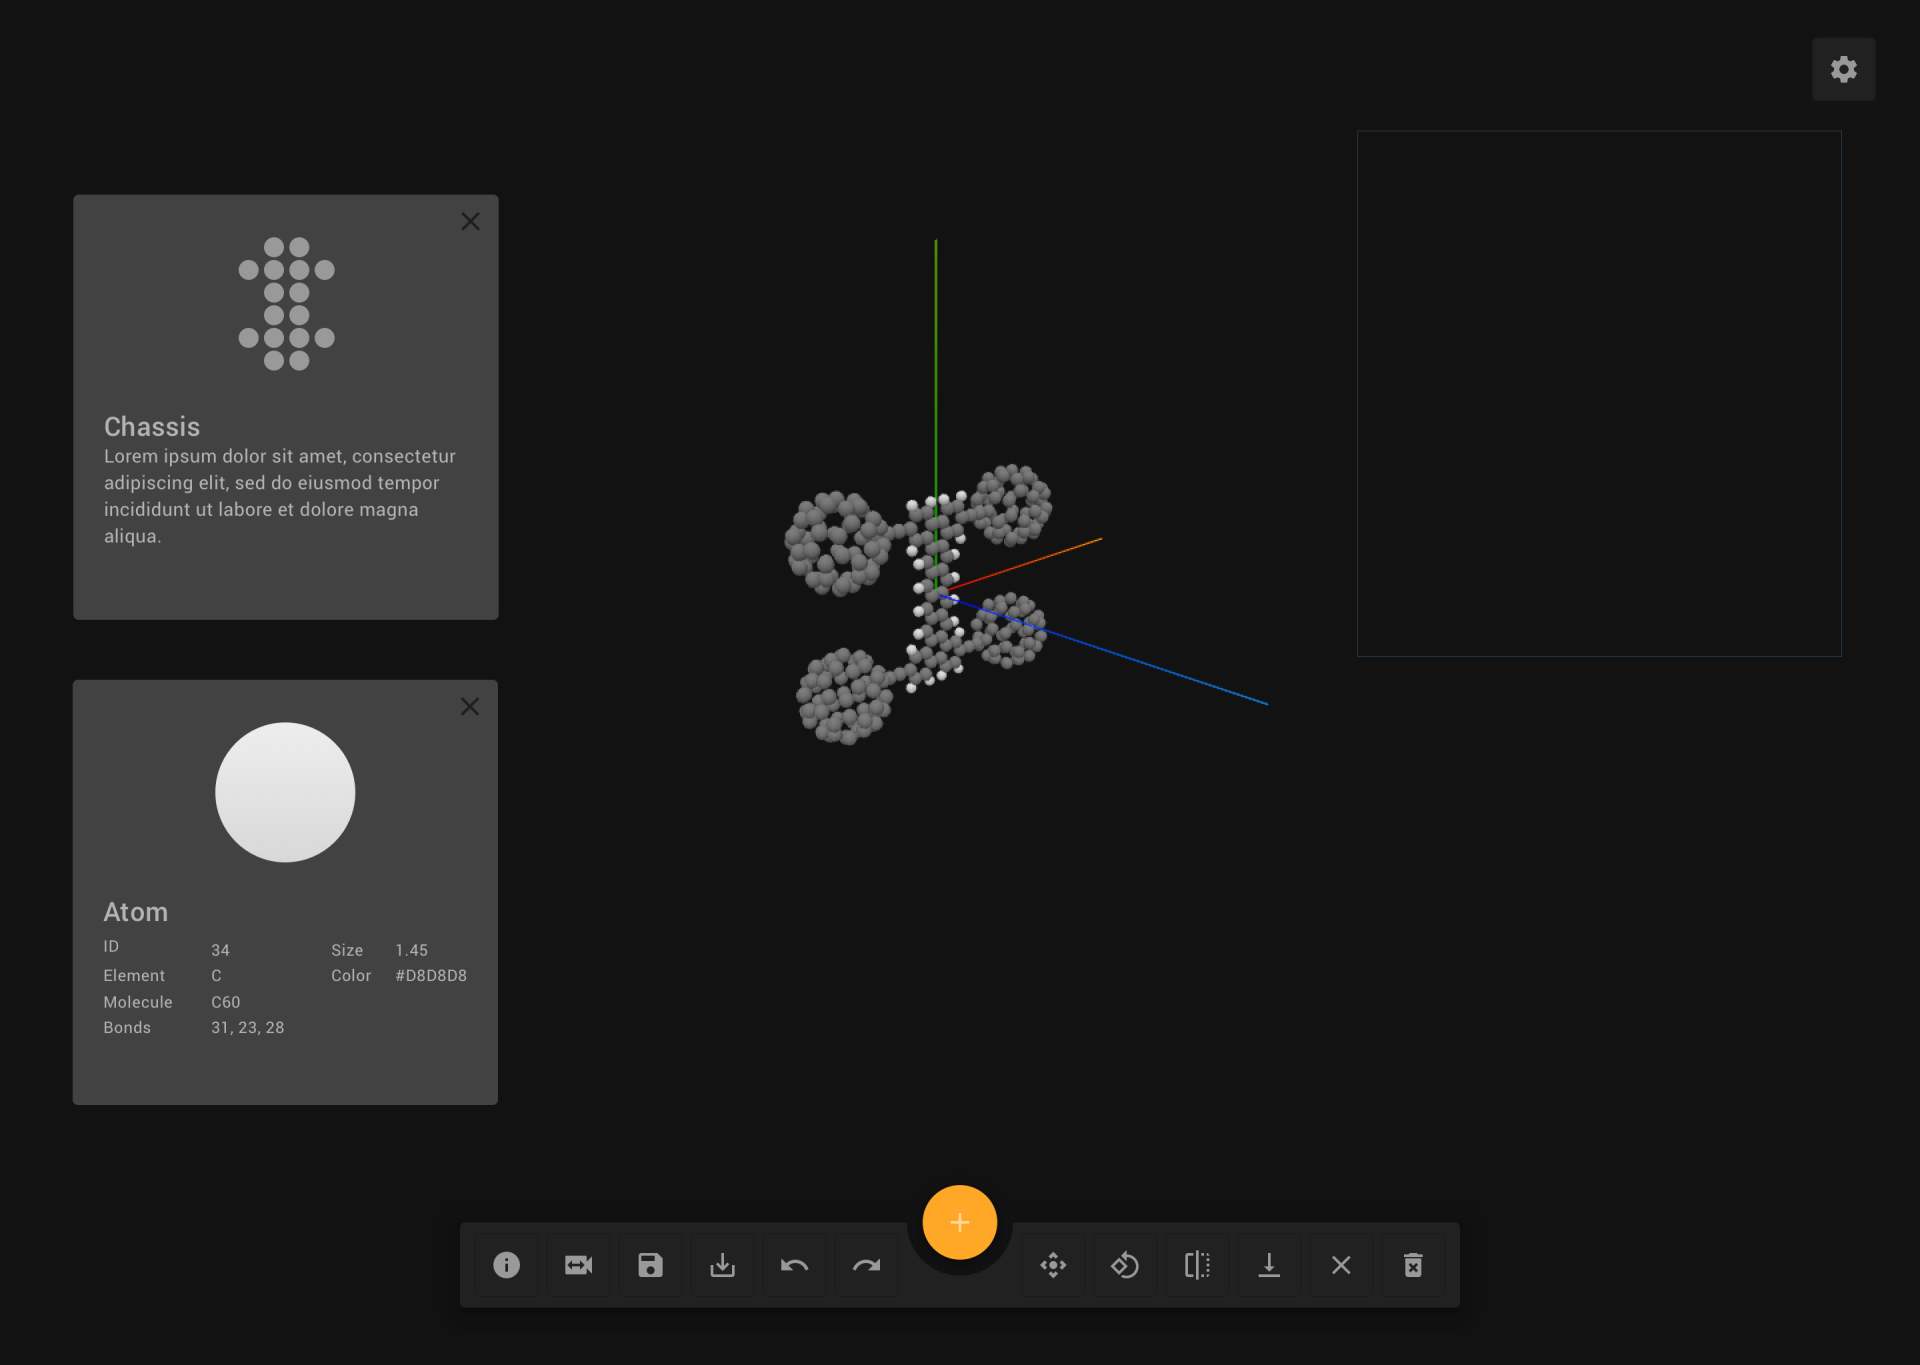 Chassis
Lorem ipsum dolor sit amet, consectetur
adipiscing elit, sed do eiusmod tempor
incididunt ut labore et dolore magna
aliqua.
Atom
ID 34 Size 1.45
Element C Color #D8D8D8
Molecule C60
Bonds 31, 23, 28